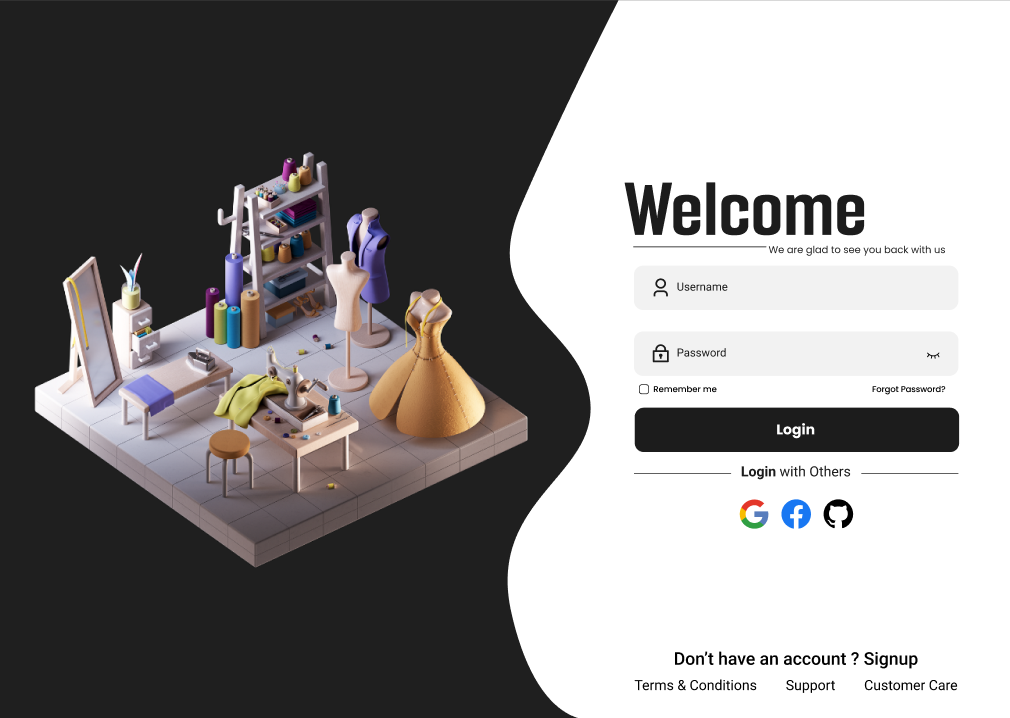 Welcome
We are glad to see you back with us
Username
Password
Remember me
Forgot Password?
Login
Login with Others
Don't have an account ? Signup
Terms & Conditions
Support
Customer Care